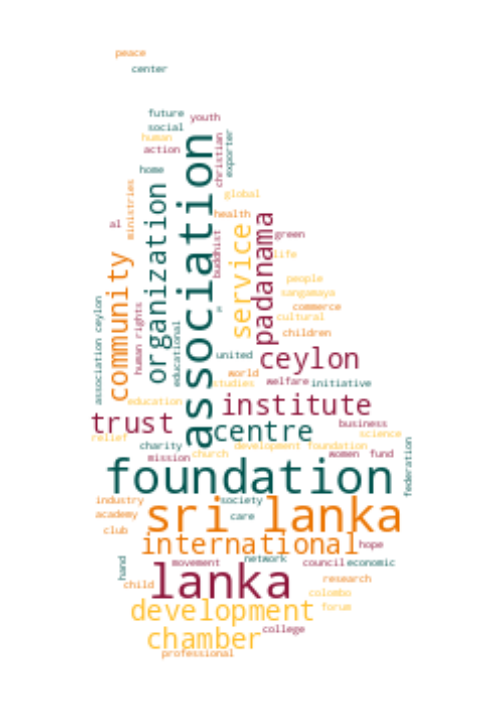 peace
center
future
youth
social
human
action
christian
exporter
home
association
organization
ministries
global
health
al
service
padanama
green
buddhist
life
community
people
sangamaya
commerce
cultural
children
association ceylon
human rights
educational
united
ceylon
world
studies
welfare
initiative
education
institute
trust
centre
business
science
relief
charity
development foundation
mission
church
women
fund
federation
foundation
industry
society
sri lanka
academy
care
club
international
hope
hand
movement
network
council
economic
lanka
child
research
colombo
development
forum
chamber
college
professional